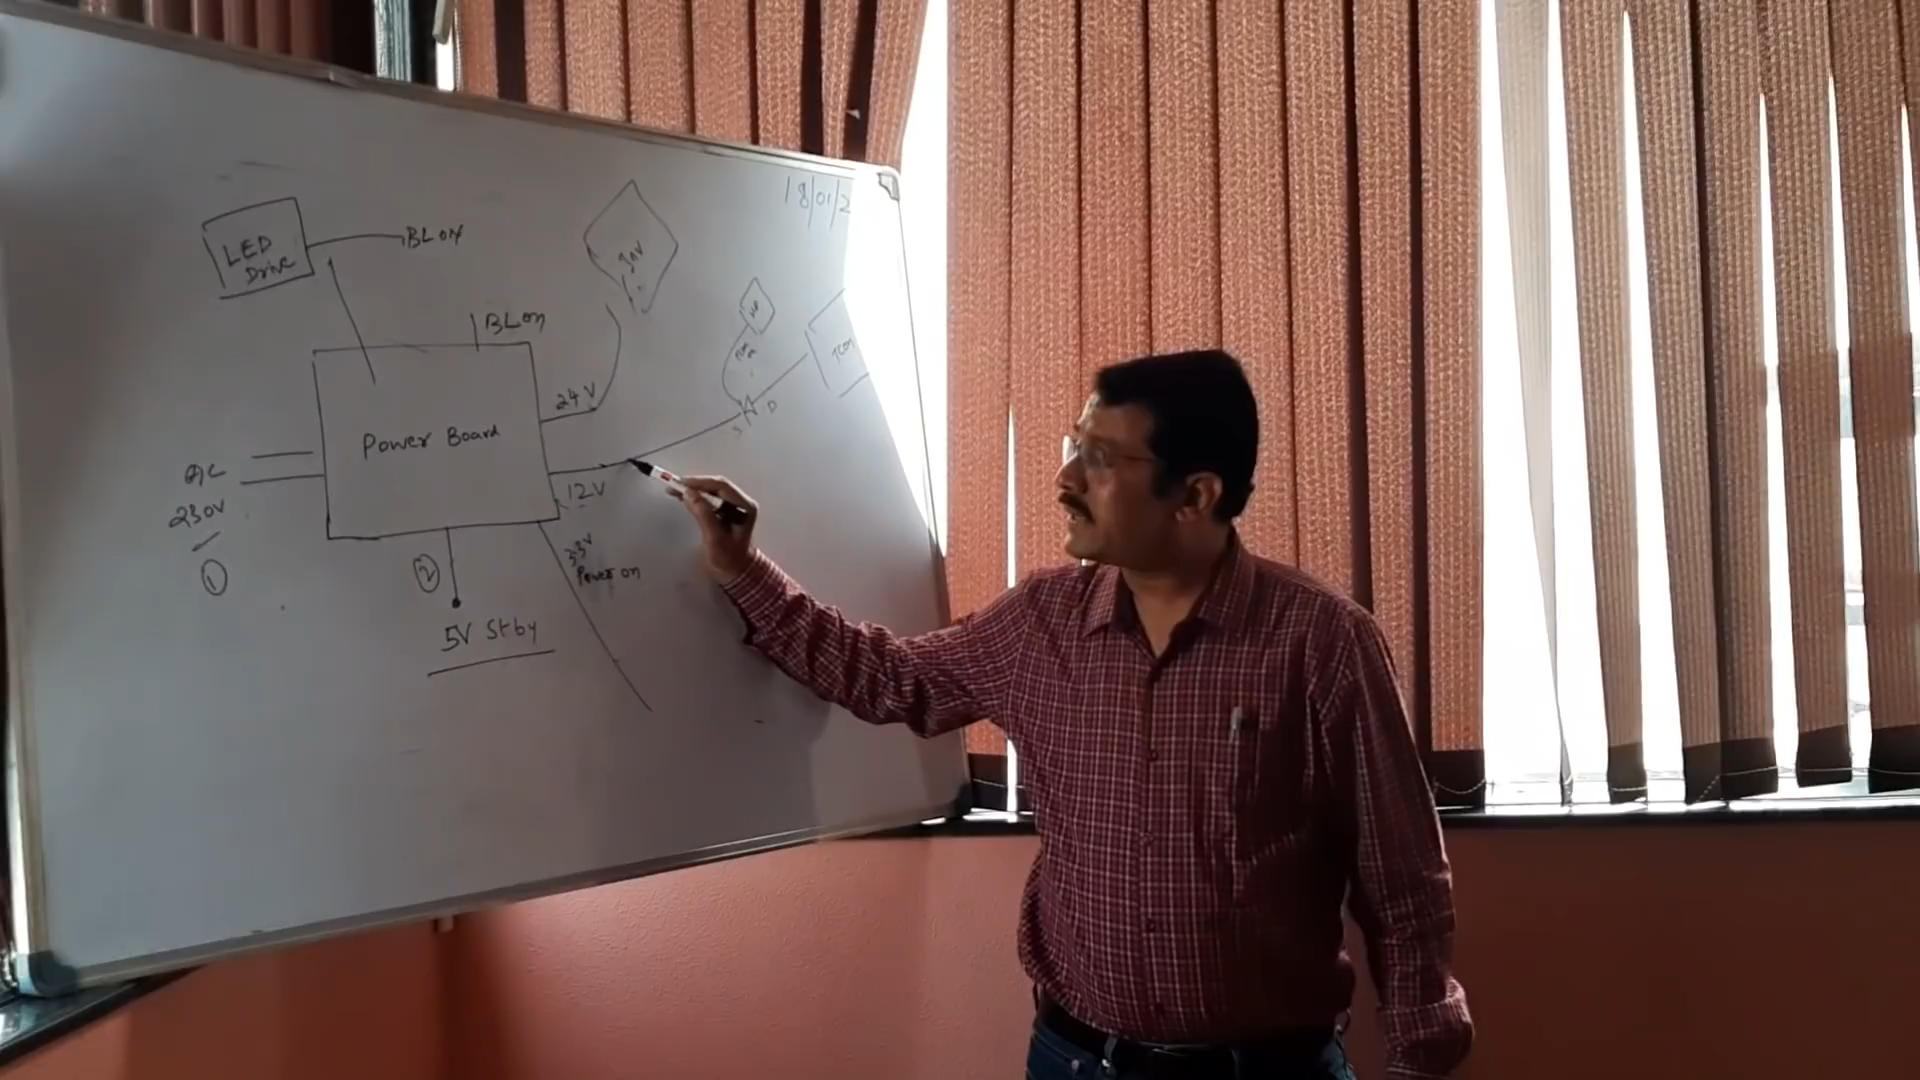 18/01/2
LED
Drive
BL on
BL on
24V
Power Board
AC
230V
1
12V
3.3V
Power on
2
5V Stby
TCON
S
D